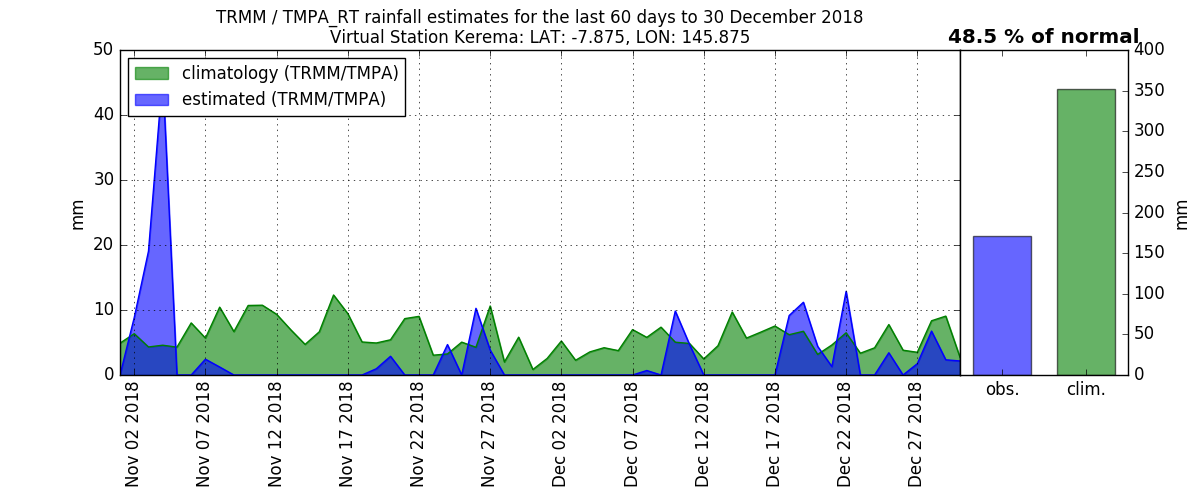 TRMM / TMPA_RT rainfall estimates for the last 60 days to 30 December 2018
Virtual Station Kerema: LAT: -7.875, LON: 145.875
48.5 % of normal
climatology (TRMM/TMPA)
estimated (TRMM/TMPA)
50
40
30
20
10
0
mm
Nov 02 2018
Nov 07 2018
Nov 12 2018
Nov 17 2018
Nov 22 2018
Nov 27 2018
Dec 02 2018
Dec 07 2018
Dec 12 2018
Dec 17 2018
Dec 22 2018
Dec 27 2018
obs.
clim.
400
350
300
250
200
150
100
50
0
mm